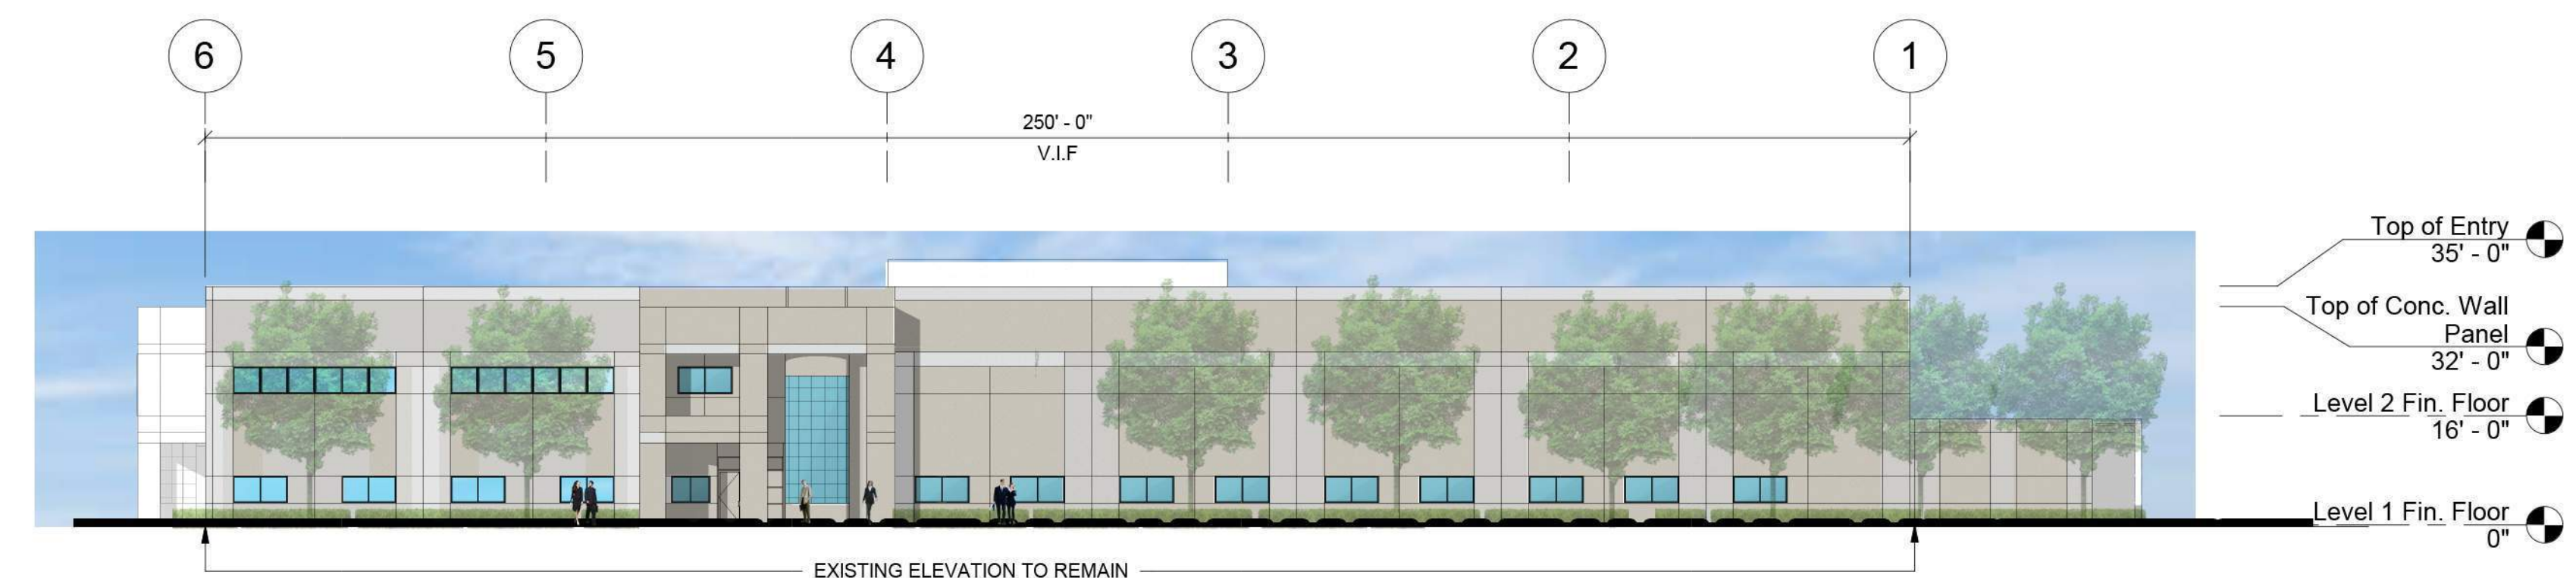 6
5
4
3
2
1
250' - 0"
V.I.F
Top of Entry
35' - 0"
Top of Conc. Wall
Panel
32' - 0"
Level 2 Fin. Floor
16' - 0"
Level 1 Fin. Floor
0"
EXISTING ELEVATION TO REMAIN